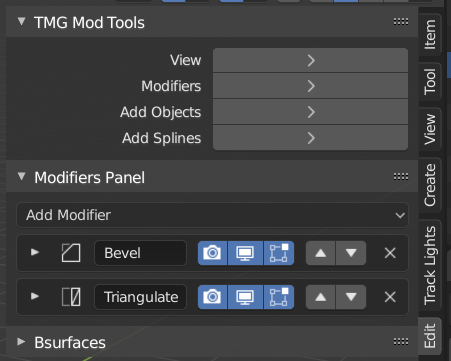 TMG Mod Tools
View
Modifiers
Add Objects
Add Splines
Modifiers Panel
Add Modifier
Bevel
Triangulate
Bsurfaces
Item
Tool
View
Create
Track Lights
Edit